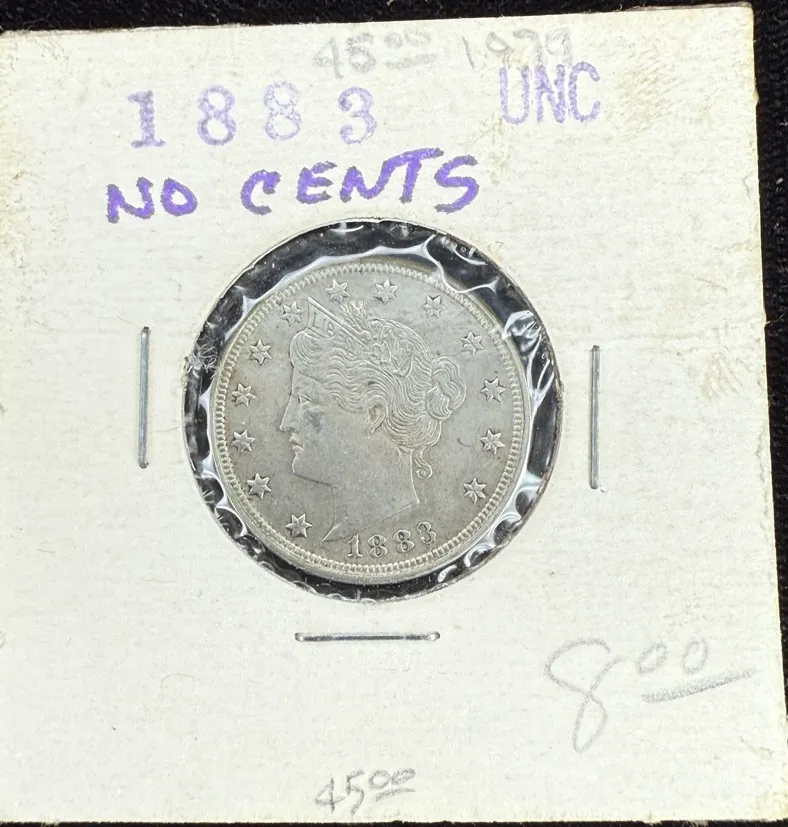 45⁰⁰ 1979
1883 UNC
NO CENTS
1883
8⁰⁰
45⁰⁰